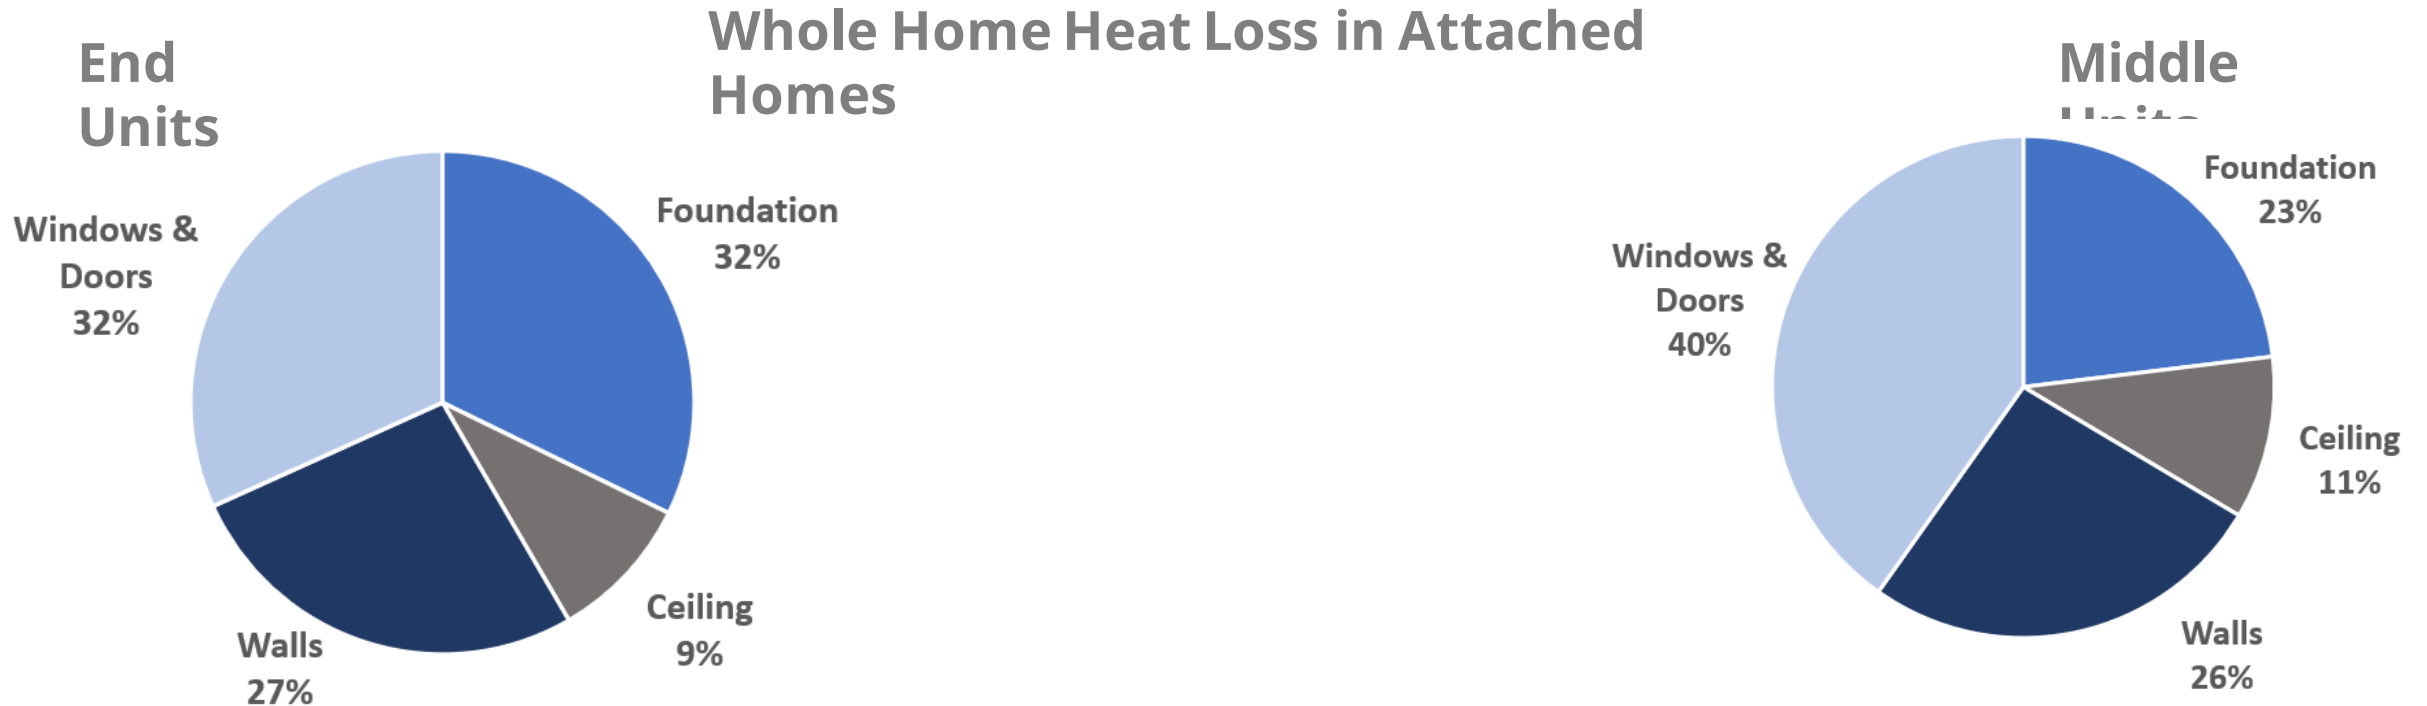 Whole Home Heat Loss in Attached
Homes
End
Units
Foundation
32%
Ceiling
9%
Walls
27%
Windows &
Doors
32%
Middle
Units
Foundation
23%
Ceiling
11%
Walls
26%
Windows &
Doors
40%